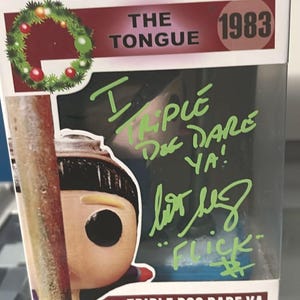 THE
TONGUE
1983
I
TRIPLE
DOG DARE
YA!
"FLICK"
TRIPLE DOG DARE YA